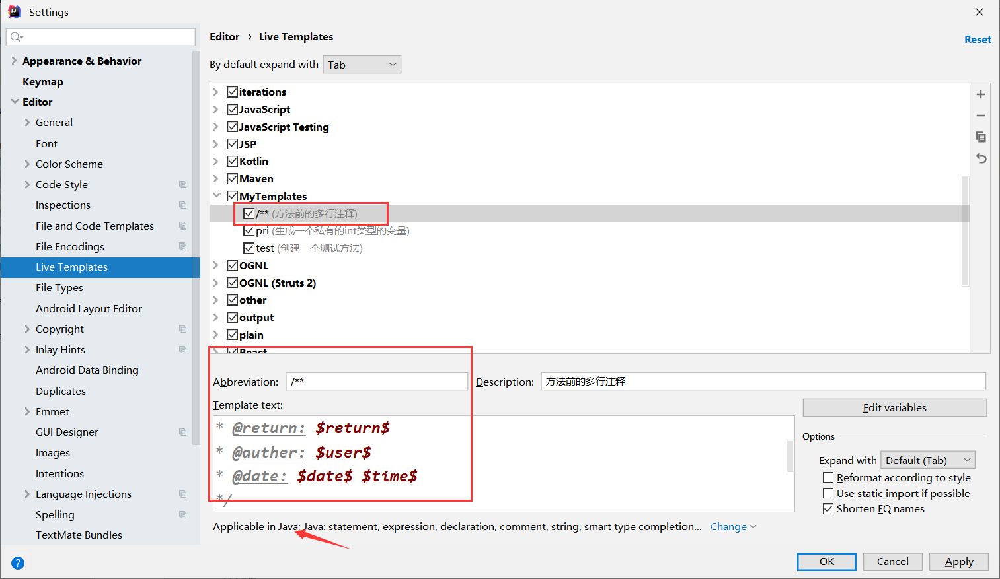 Settings
Editor › Live Templates
Reset
By default expand with Tab
Appearance & Behavior
Keymap
Editor
General
Font
Color Scheme
Code Style
Inspections
File and Code Templates
File Encodings
Live Templates
File Types
Android Layout Editor
Copyright
Inlay Hints
Android Data Binding
Duplicates
Emmet
GUI Designer
Images
Intentions
Language Injections
Spelling
TextMate Bundles
iterations
JavaScript
JavaScript Testing
JSP
Kotlin
Maven
MyTemplates
/** (方法前的多行注释)
pri (生成一个私有的int类型的变量)
test (创建一个测试方法)
OGNL
OGNL (Struts 2)
other
output
plain
React
Abbreviation: /**
Description: 方法前的多行注释
Template text:
* @return: $return$
* @auther: $user$
* @date: $date$ $time$
*/
Edit variables
Options
Expand with Default (Tab)
Reformat according to style
Use static import if possible
Shorten FQ names
Applicable in Java; Java: statement, expression, declaration, comment, string, smart type completion... Change
?
OK Cancel Apply